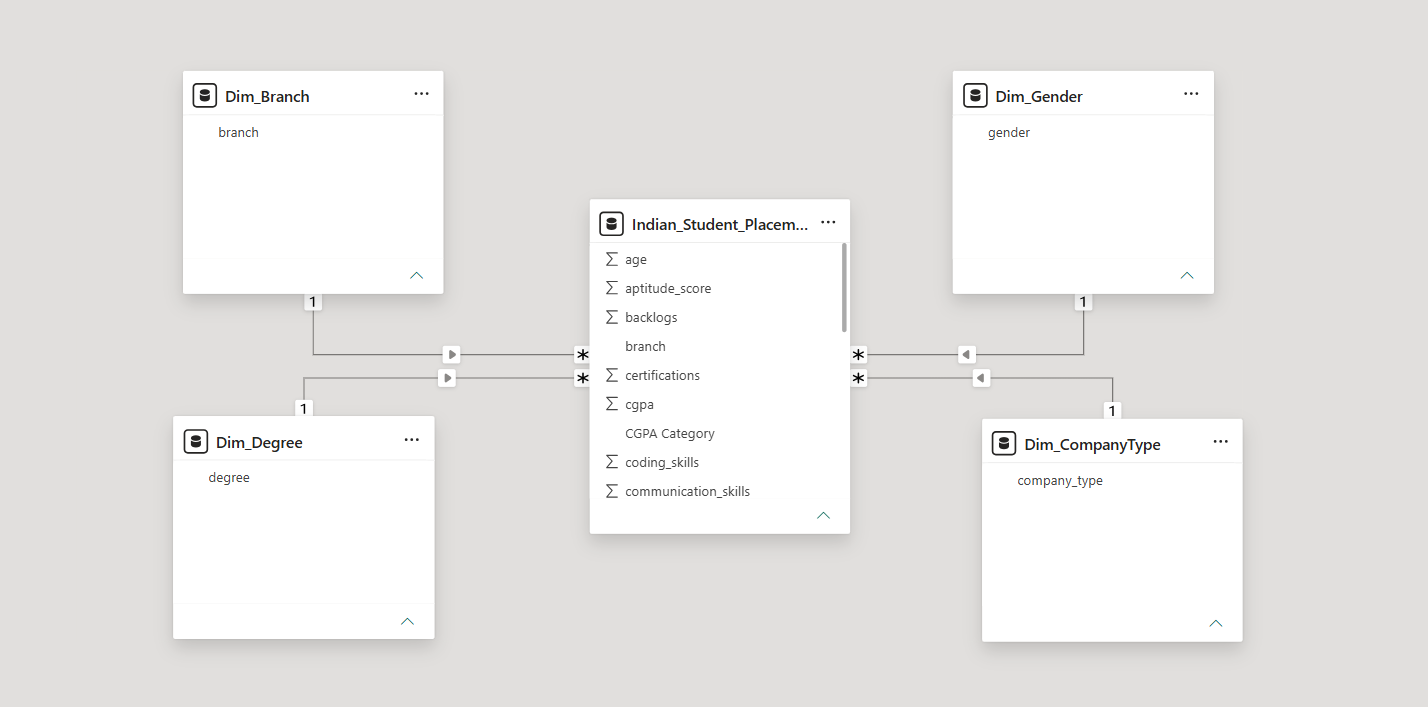 Dim_Branch
branch
1
Dim_Gender
gender
1
Indian_Student_Placem...
age
aptitude_score
backlogs
branch
certifications
cgpa
CGPA Category
coding_skills
communication_skills
*
*
*
*
1
Dim_Degree
degree
1
Dim_CompanyType
company_type